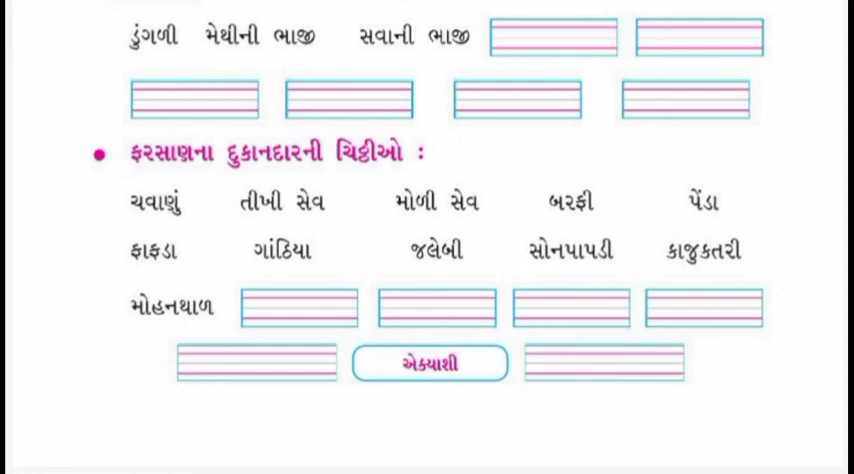 ડુંગળી મેથીની ભાજી સવાની ભાજી
• ફરસાણના દુકાનદારની ચિઠ્ઠીઓ :
ચવાણું તીખી સેવ મોળી સેવ બરફી પેંડા
ફાફડા ગાંઠિયા જલેબી સોનપાપડી કાજુકતરી
મોહનથાળ
એક્યાશી